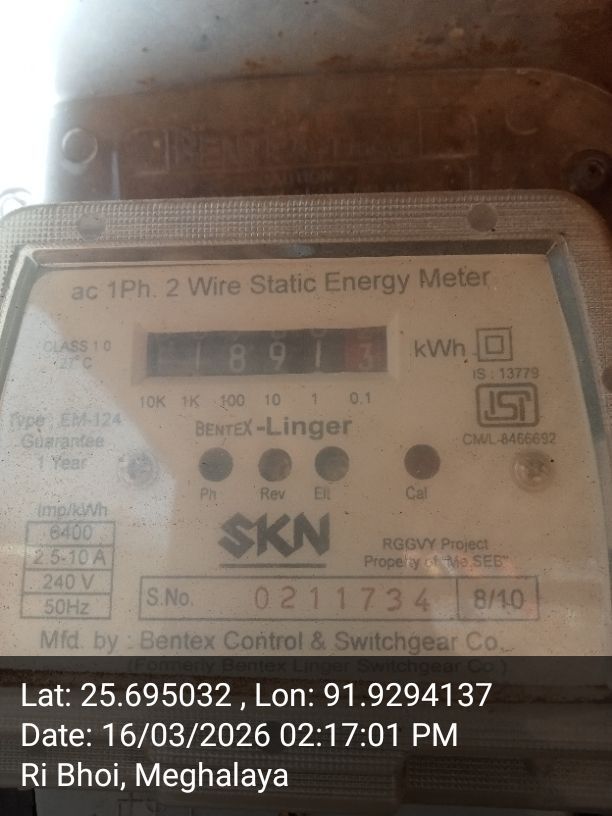 ac 1Ph. 2 Wire Static Energy Meter
CLASS 1.0
27°C
1 1 8 9 1 3
kWh
IS : 13779
10K 1K 100 10 1 0.1
Type : EM-124
Guarantee
1 Year
BENTEX-Linger
CM/L-8466692
Ph Rev Ell Cal
Imp/kWh
6400
2.5-10 A
240 V
50Hz
SKN
RGGVY Project
Property of "Me.SEB"
S.No. 0211734 8/10
Mfd. by : Bentex Control & Switchgear Co.
(Formerly Bentex Linger Switchgear Co.)
Lat: 25.695032 , Lon: 91.9294137
Date: 16/03/2026 02:17:01 PM
Ri Bhoi, Meghalaya